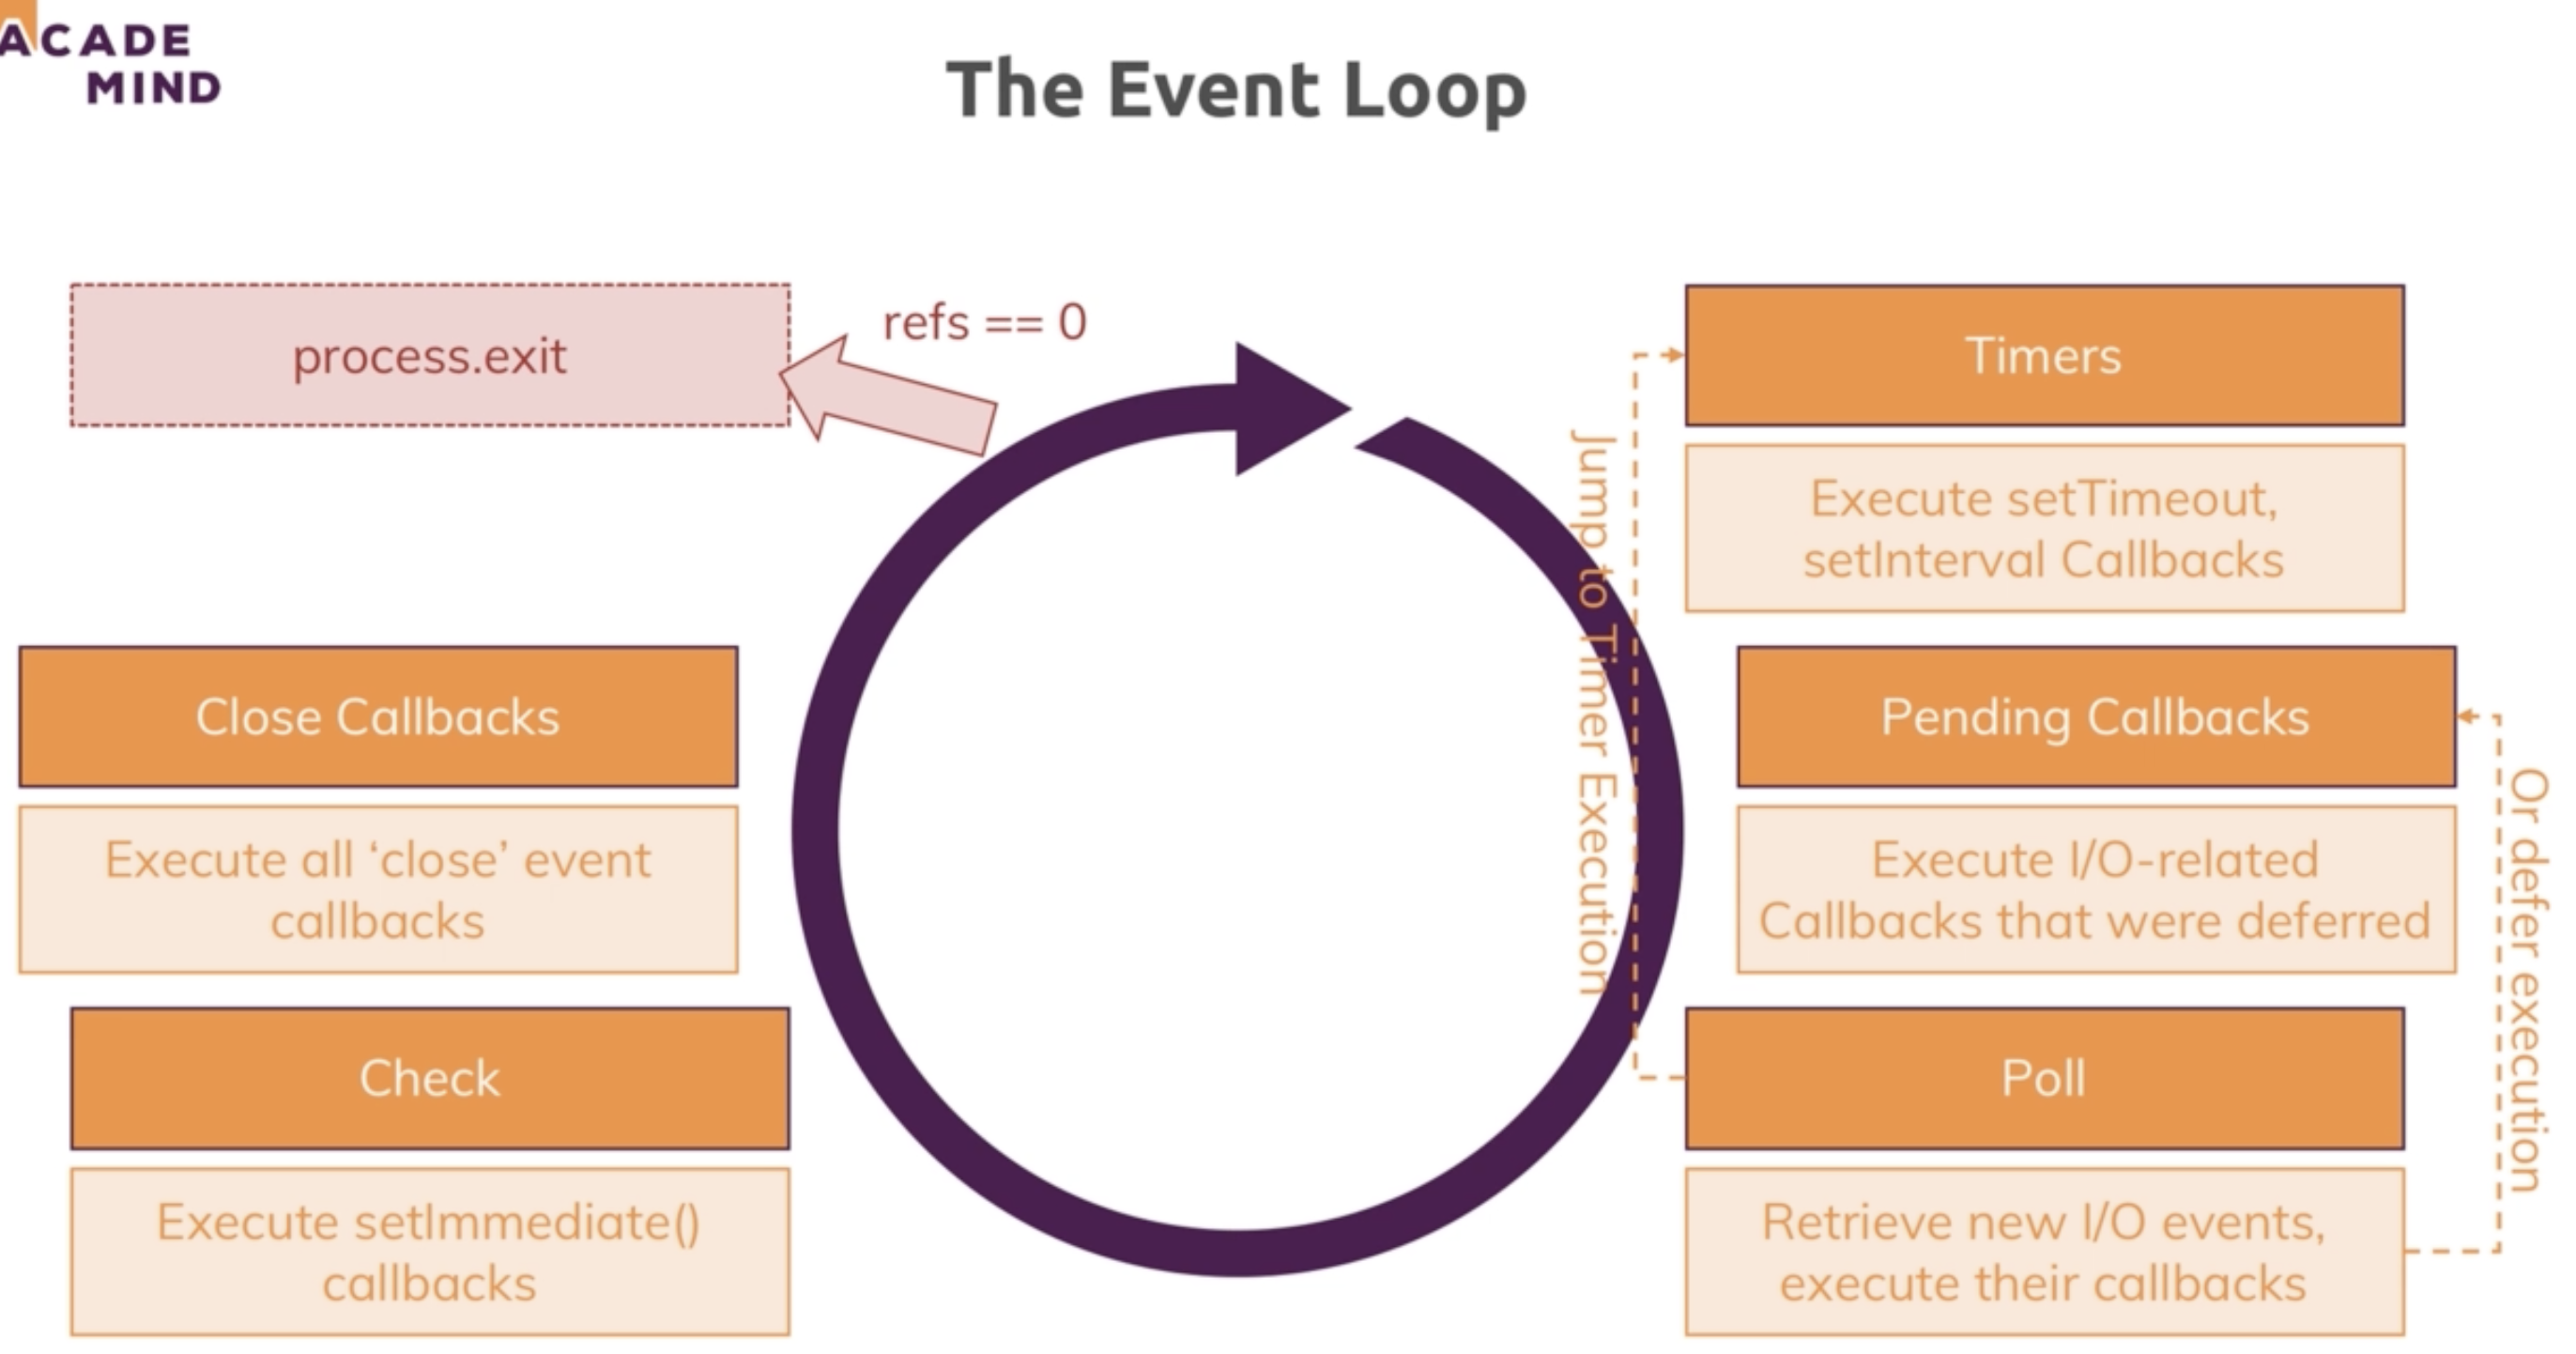 ACADE
MIND
The Event Loop
process.exit
refs == 0
Timers
Execute setTimeout,
setInterval Callbacks
Jump to Timer Execution
Close Callbacks
Execute all ‘close’ event
callbacks
Pending Callbacks
Execute I/O-related
Callbacks that were deferred
Or defer execution
Check
Execute setImmediate()
callbacks
Poll
Retrieve new I/O events,
execute their callbacks